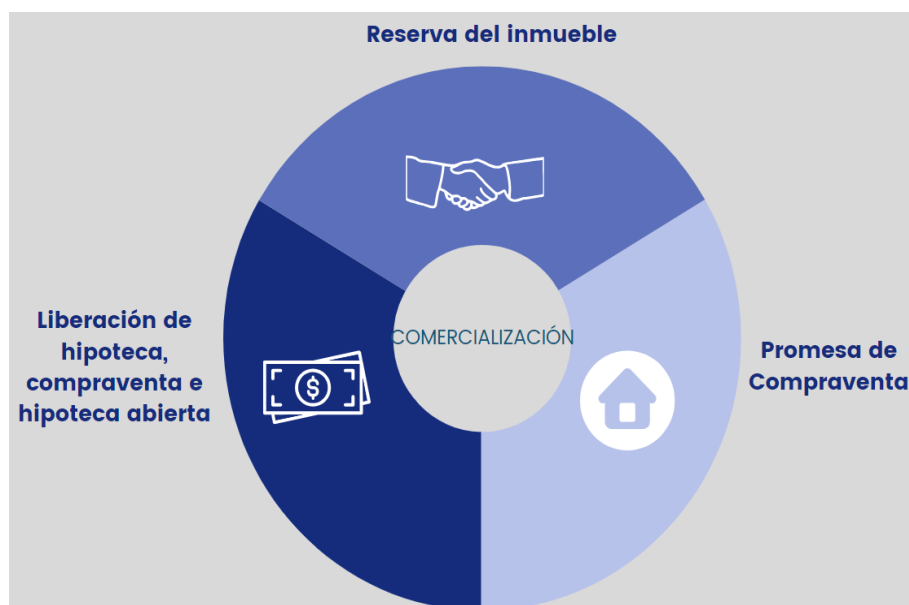 Reserva del inmueble
COMERCIALIZACIÓN
Liberación de
hipoteca,
compraventa e
hipoteca abierta
Promesa de
Compraventa
$